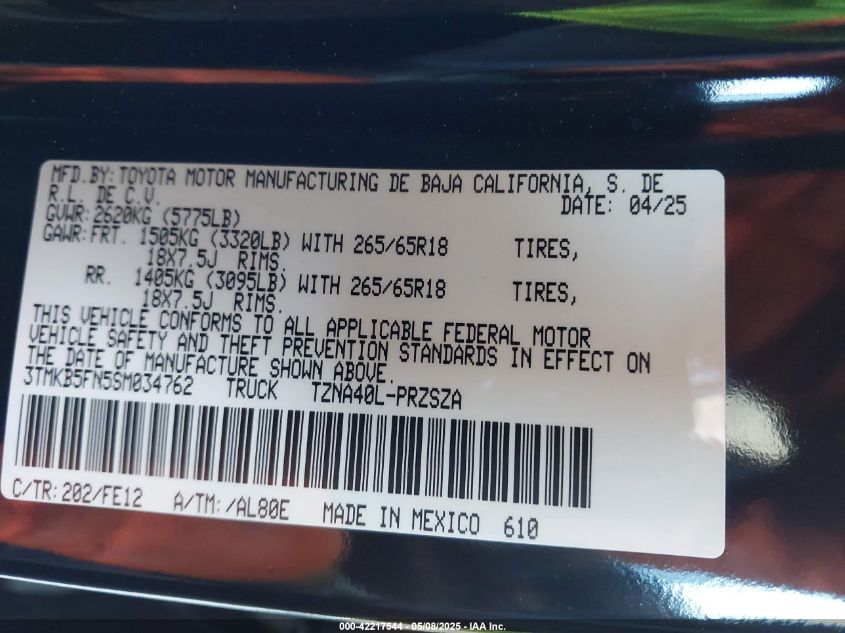 MFD.BY:TOYOTA MOTOR MANUFACTURING DE BAJA CALIFORNIA, S. DE
R.L. DE C.V. DATE: 04/25
GVWR:2620KG (5775LB)
GAWR:FRT. 1505KG (3320LB) WITH 265/65R18 TIRES,
18X7.5J RIMS.
RR. 1405KG (3095LB) WITH 265/65R18 TIRES,
18X7.5J RIMS.
THIS VEHICLE CONFORMS TO ALL APPLICABLE FEDERAL MOTOR
VEHICLE SAFETY AND THEFT PREVENTION STANDARDS IN EFFECT ON
THE DATE OF MANUFACTURE SHOWN ABOVE.
3TMKB5FN5SM034762 TRUCK TZNA40L-PRZSZA
C/TR:202/FE12 A/TM:/AL80E MADE IN MEXICO 610
000-42217544 - 05/08/2025 - IAA Inc.